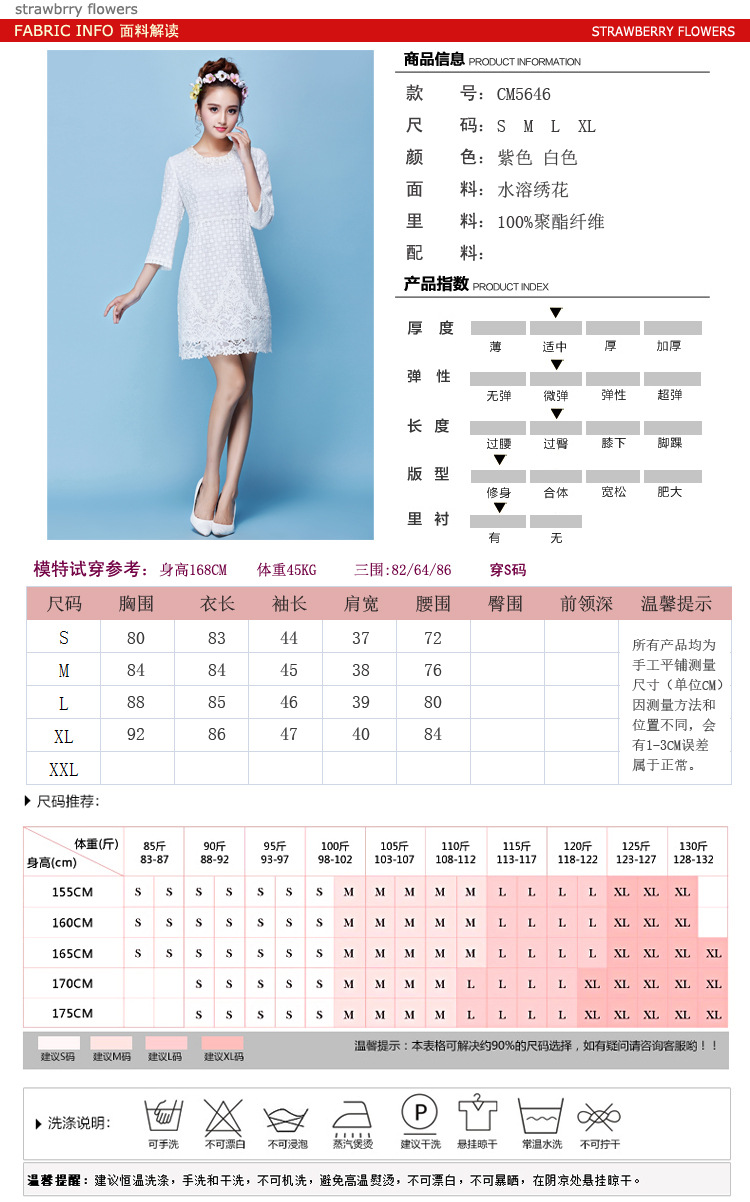 strawbrry flowers
FABRIC INFO 面料解读 STRAWBERRY FLOWERS
商品信息 PRODUCT INFORMATION
款 号：CM5646
尺 码：S M L XL
颜 色：紫色 白色
面 料：水溶绣花
里 料：100%聚酯纤维
配 料：
产品指数 PRODUCT INDEX
厚 度
薄 适中 厚 加厚
弹 性
无弹 微弹 弹性 超弹
长 度
过腰 过臀 膝下 脚踝
版 型
修身 合体 宽松 肥大
里 衬
有 无
模特试穿参考：身高168CM 体重45KG 三围:82/64/86 穿S码
尺码 胸围 衣长 袖长 肩宽 腰围 臀围 前领深 温馨提示
S 80 83 44 37 72
M 84 84 45 38 76
L 88 85 46 39 80
XL 92 86 47 40 84
XXL
所有产品均为
手工平铺测量
尺寸（单位CM）
因测量方法和
位置不同，会
有1-3CM误差
属于正常。
尺码推荐：
体重(斤) 85斤 90斤 95斤 100斤 105斤 110斤 115斤 120斤 125斤 130斤
身高(cm) 83-87 88-92 93-97 98-102 103-107 108-112 113-117 118-122 123-127 128-132
155CM S S S S S S S M M M M M L L L L XL XL XL
160CM S S S S S S S M M M M M L L L L XL XL XL
165CM S S S S S S S M M M M M L L L L XL XL XL XL
170CM S S S S S M M M M L L L L XL XL XL XL XL
175CM S S S S S M M M M L L L L XL XL XL XL XL
建议S码 建议M码 建议L码 建议XL码
温馨提示：本表格可解决约90%的尺码选择，如有疑问请咨询客服哟！！
洗涤说明：
P
可手洗 不可漂白 不可浸泡 蒸汽煲烫 建议干洗 悬挂晾干 常温水洗 不可拧干
温馨提醒：建议恒温洗涤，手洗和干洗，不可机洗，避免高温熨烫，不可漂白，不可暴晒，在阴凉处悬挂晾干。